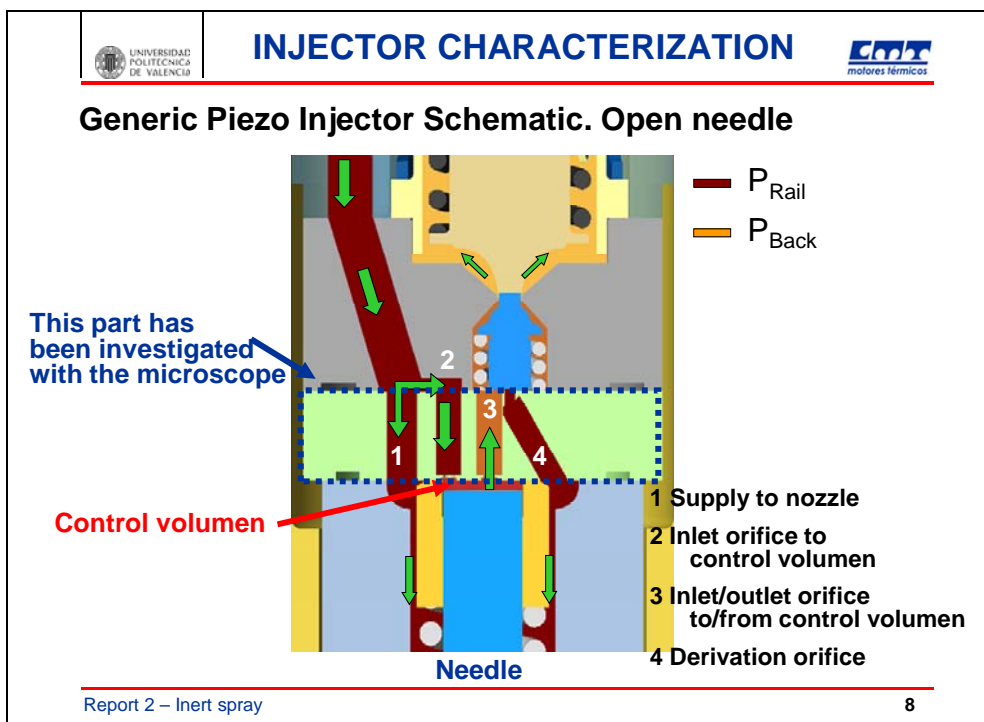 UNIVERSIDAD
POLITECNICA
DE VALENCIA
INJECTOR CHARACTERIZATION
CMT
motores térmicos
Generic Piezo Injector Schematic. Open needle
P Rail
P Back
This part has
been investigated
with the microscope
2
3
1
4
Control volumen
1 Supply to nozzle
2 Inlet orifice to
control volumen
3 Inlet/outlet orifice
to/from control volumen
4 Derivation orifice
Needle
Report 2 – Inert spray
8